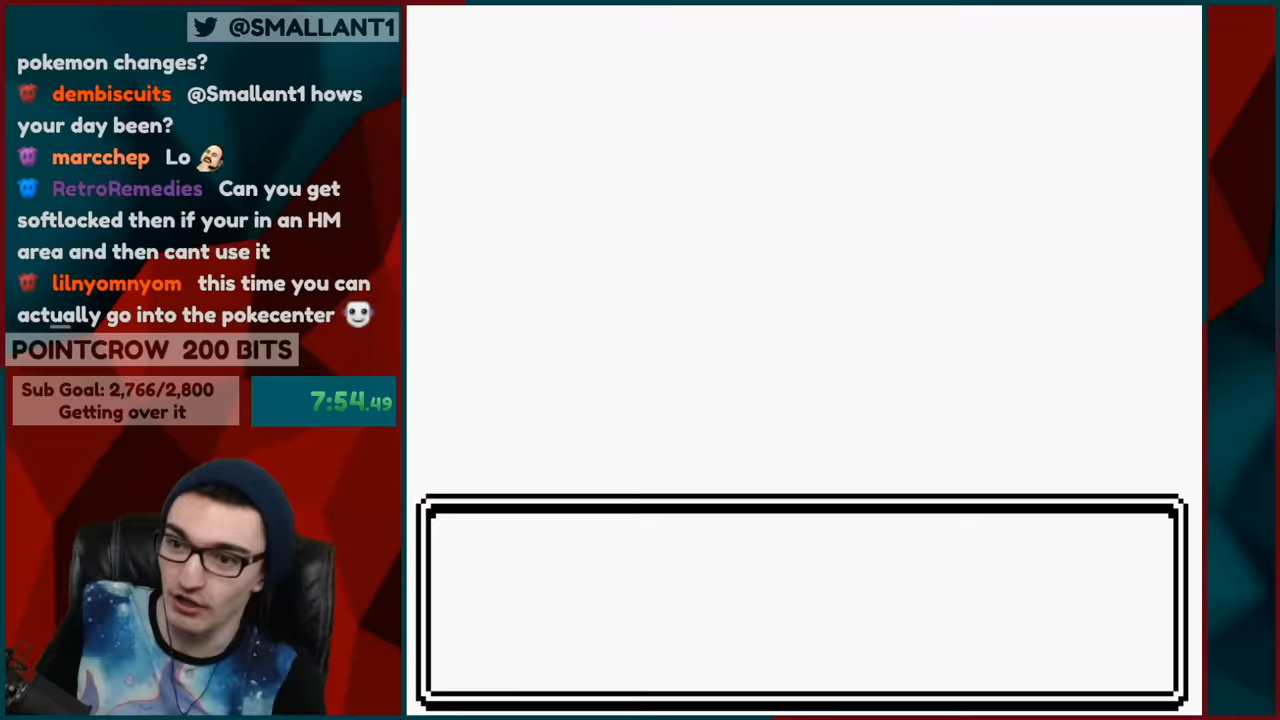 @SMALLANT1
pokemon changes?
dembiscuits @Smallant1 hows
your day been?
marcchep Lo
RetroRemedies Can you get
softlocked then if your in an HM
area and then cant use it
lilnyomnyom this time you can
actually go into the pokecenter
POINTCROW 200 BITS
Sub Goal: 2,766/2,800
Getting over it
7:54.49